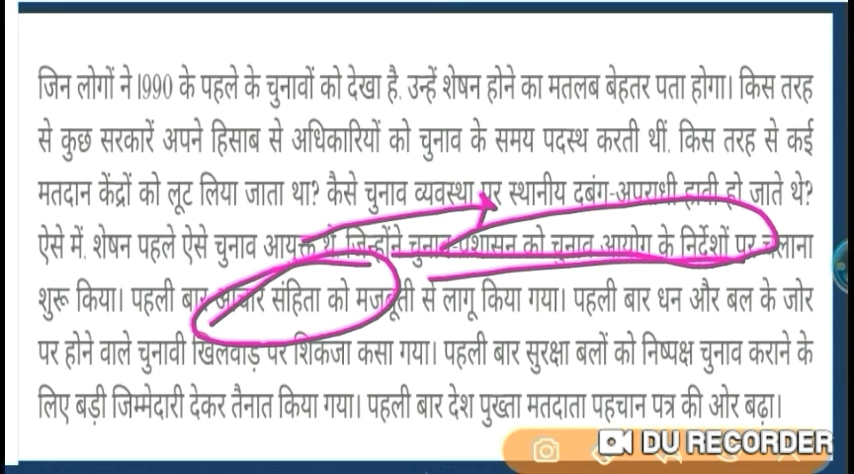 जिन लोगों ने 1990 के पहले के चुनावों को देखा है, उन्हें शेषन होने का मतलब बेहतर पता होगा। किस तरह
से कुछ सरकारें अपने हिसाब से अधिकारियों को चुनाव के समय पदस्थ करती थीं, किस तरह से कई
मतदान केंद्रों को लूट लिया जाता था? कैसे चुनाव व्यवस्था पर स्थानीय दबंग-अपराधी हावी हो जाते थे?
ऐसे में, शेषन पहले ऐसे चुनाव आयुक्त थे, जिन्होंने चुनाव-प्रशासन को चुनाव आयोग के निर्देशों पर चलाना
शुरू किया। पहली बार आचार संहिता को मजबूती से लागू किया गया। पहली बार धन और बल के जोर
पर होने वाले चुनावी खिलवाड़ पर शिकंजा कसा गया। पहली बार सुरक्षा बलों को निष्पक्ष चुनाव कराने के
लिए बड़ी जिम्मेदारी देकर तैनात किया गया। पहली बार देश पुख्ता मतदाता पहचान पत्र की ओर बढ़ा।
DU RECORDER